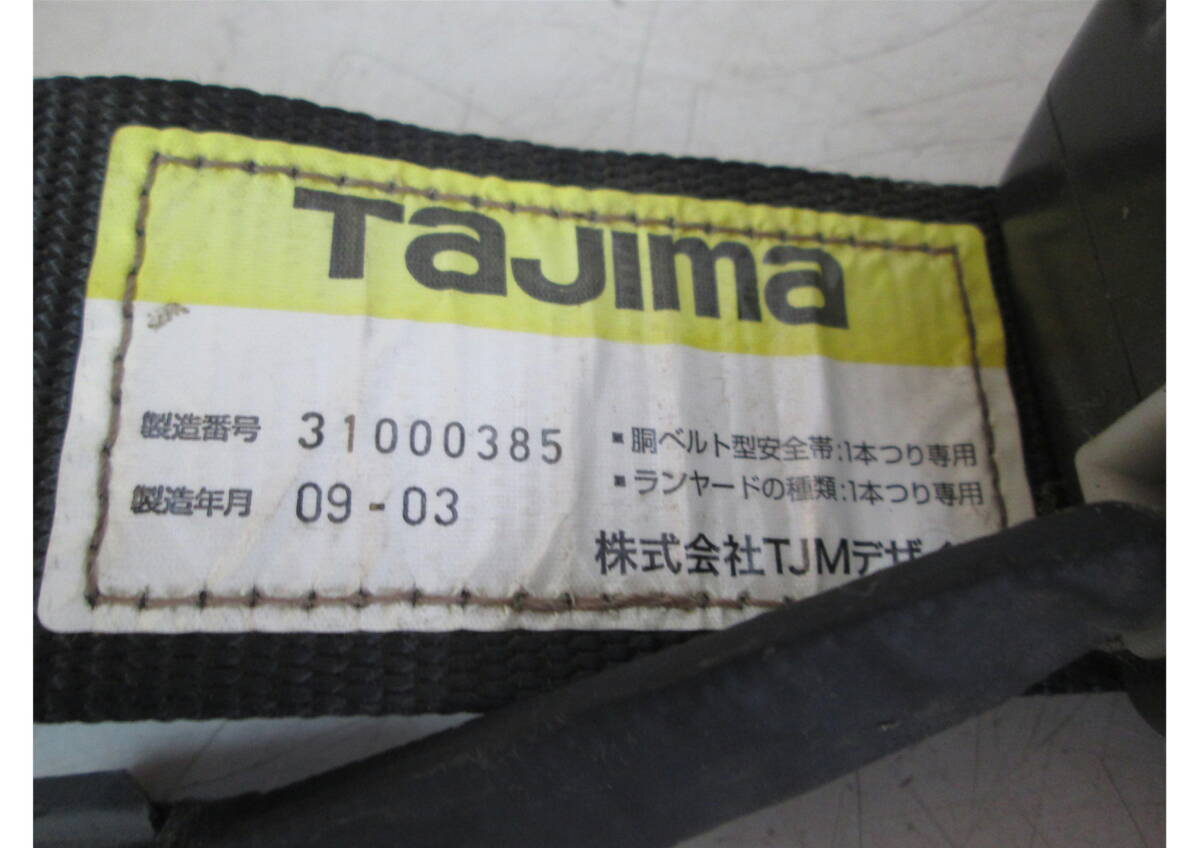 Tajima
製造番号 31000385
製造年月 09-03
▪胴ベルト型安全帯:1本つり専用
▪ランヤードの種類:1本つり専用
株式会社TJMデザイ